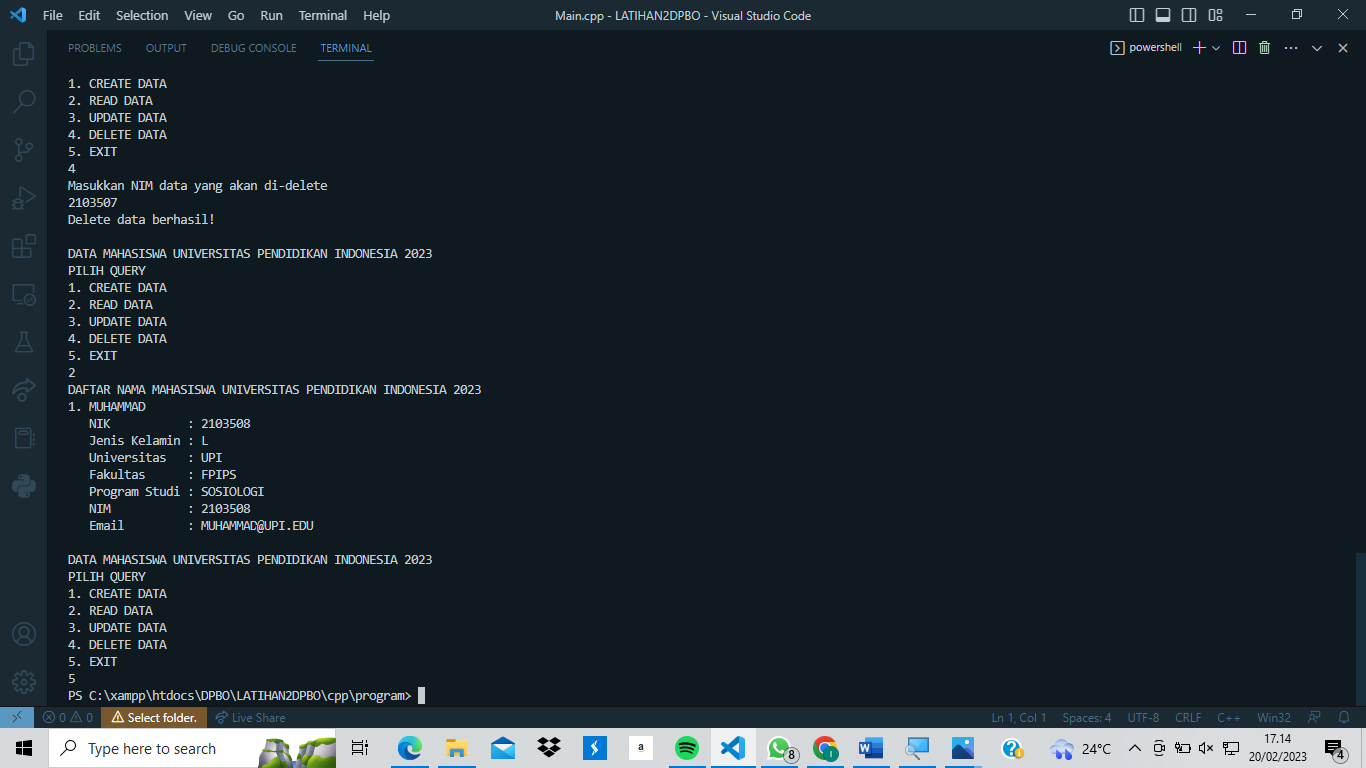 File Edit Selection View Go Run Terminal Help Main.cpp - LATIHAN2DPBO - Visual Studio Code
PROBLEMS OUTPUT DEBUG CONSOLE TERMINAL powershell
1. CREATE DATA
2. READ DATA
3. UPDATE DATA
4. DELETE DATA
5. EXIT
4
Masukkan NIM data yang akan di-delete
2103507
Delete data berhasil!
DATA MAHASISWA UNIVERSITAS PENDIDIKAN INDONESIA 2023
PILIH QUERY
1. CREATE DATA
2. READ DATA
3. UPDATE DATA
4. DELETE DATA
5. EXIT
2
DAFTAR NAMA MAHASISWA UNIVERSITAS PENDIDIKAN INDONESIA 2023
1. MUHAMMAD
NIK : 2103508
Jenis Kelamin : L
Universitas : UPI
Fakultas : FPIPS
Program Studi : SOSIOLOGI
NIM : 2103508
Email : MUHAMMAD@UPI.EDU
DATA MAHASISWA UNIVERSITAS PENDIDIKAN INDONESIA 2023
PILIH QUERY
1. CREATE DATA
2. READ DATA
3. UPDATE DATA
4. DELETE DATA
5. EXIT
5
PS C:\xampp\htdocs\DPBO\LATIHAN2DPBO\cpp\program>
0 0 Select folder. Live Share Ln 1, Col 1 Spaces: 4 UTF-8 CRLF C++ Win32
Type here to search a 8 24°C 17.14
20/02/2023 4